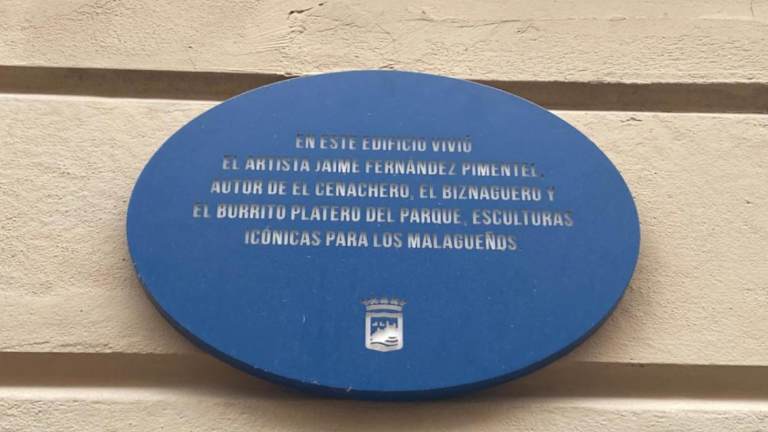 EN ESTE EDIFICIO VIVIÓ
EL ARTISTA JAIME FERNÁNDEZ PIMENTEL,
AUTOR DE EL CENACHERO, EL BIZNAGUERO Y
EL BURRITO PLATERO DEL PARQUE, ESCULTURAS
ICÓNICAS PARA LOS MALAGUEÑOS.